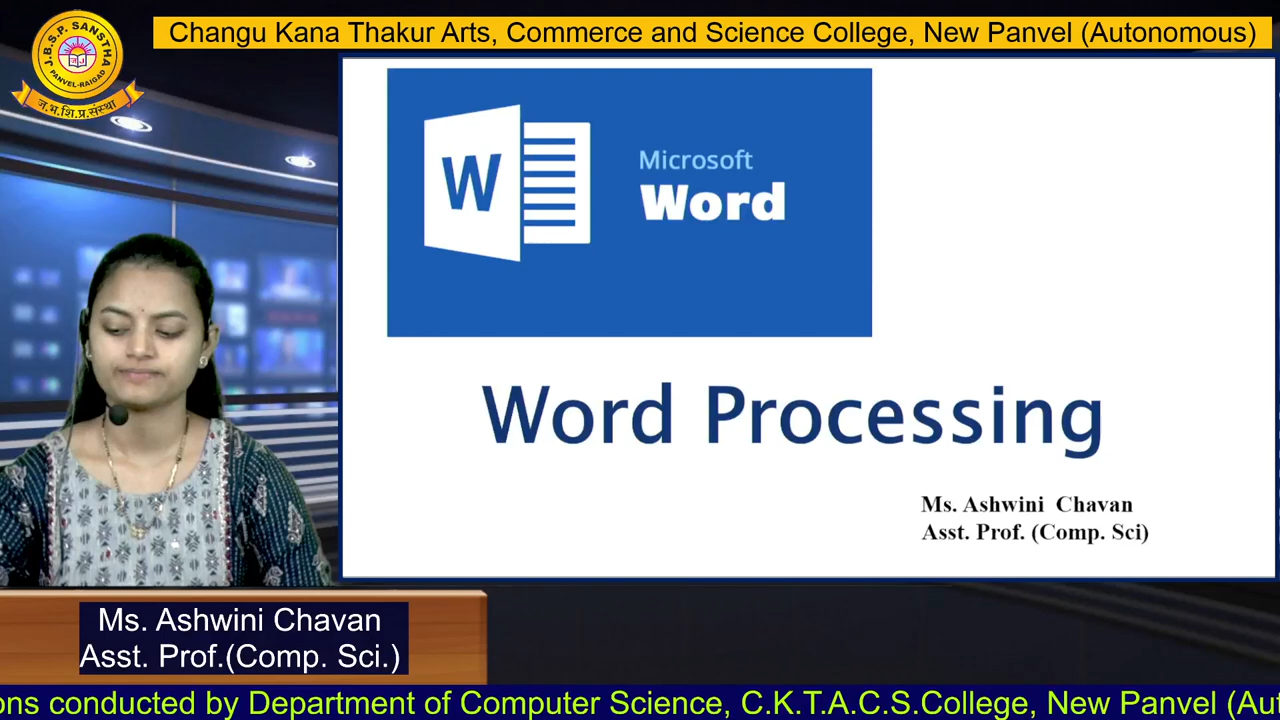 Changu Kana Thakur Arts, Commerce and Science College, New Panvel (Autonomous)
J.B.S.P. SANSTHA
PANVEL-RAIGAD
ज.भ.शि.प्र.संस्था
W
Microsoft
Word
Word Processing
Ms. Ashwini Chavan
Asst. Prof. (Comp. Sci)
Ms. Ashwini Chavan
Asst. Prof.(Comp. Sci.)
ons conducted by Department of Computer Science, C.K.T.A.C.S.College, New Panvel (Au